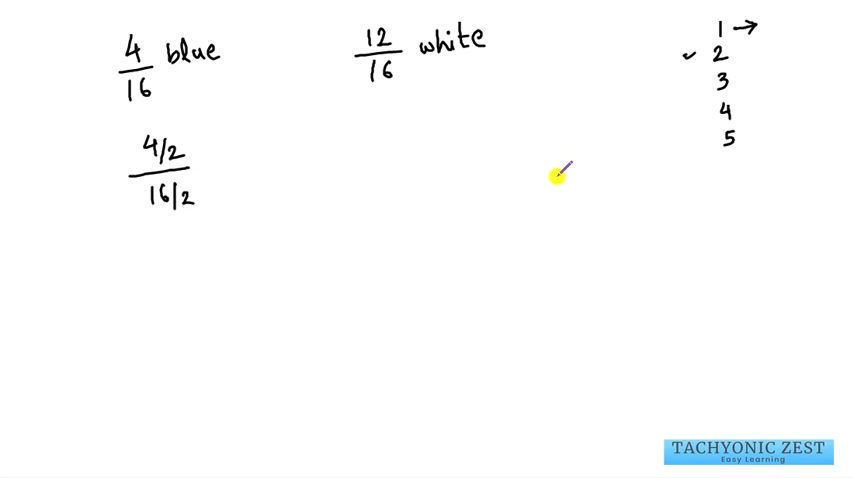 4/16 blue
12/16 white
1 →
✓ 2
3
4
5
4/2
16/2
TACHYONIC ZEST
Easy Learning